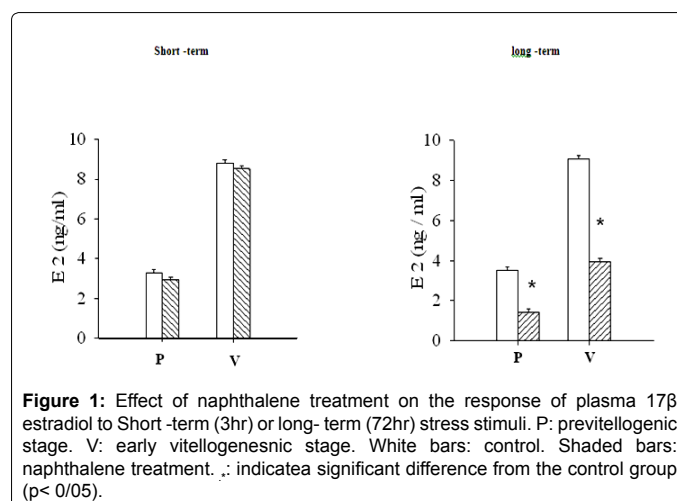 Short -term
long -term
10
8
6
4
2
0
E 2 (ng/ml)
P
V
10
8
6
4
2
0
E 2 (ng / ml)
*
*
P
V
Figure 1: Effect of naphthalene treatment on the response of plasma 17β
estradiol to Short -term (3hr) or long- term (72hr) stress stimuli. P: previtellogenic
stage. V: early vitellogenesnic stage. White bars: control. Shaded bars:
naphthalene treatment. *: indicatea significant difference from the control group
(p< 0/05).